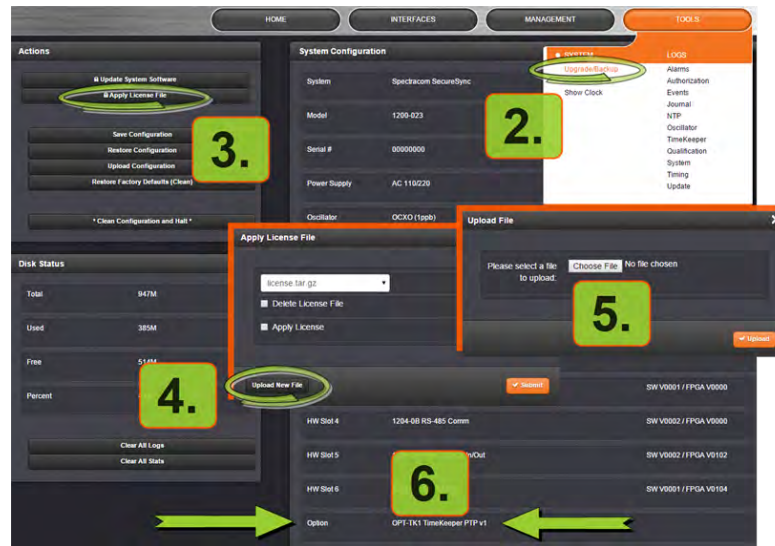 HOME
INTERFACES
MANAGEMENT
TOOLS
Actions
Update System Software
Apply License File
Save Configuration
Restore Configuration
Upload Configuration
Restore Factory Defaults (Clean)
* Clean Configuration and Halt *
3.
System Configuration
System Spectracom SecureSync
Model 1200-023
Serial # 00000000
Power Supply AC 110/220
Oscillator OCXO (1ppb)
2.
SYSTEM
Upgrade/Backup
Show Clock
LOGS
Alarms
Authorization
Events
Journal
NTP
Oscillator
TimeKeeper
Qualification
System
Timing
Update
Disk Status
Total 947M
Used 385M
Free 514M
Percent
Clear All Logs
Clear All Stats
4.
Apply License File
license.tar.gz
Delete License File
Apply License
Upload New File
Submit
Upload File
Please select a file to upload:
Choose File No file chosen
5.
Upload
SW V0001 / FPGA V0000
HW Slot 4 1204-0B RS-485 Comm SW V0002 / FPGA V0000
HW Slot 5 In/Out SW V0002 / FPGA V0102
HW Slot 6 SW V0001 / FPGA V0104
6.
Option OPT-TK1 TimeKeeper PTP v1